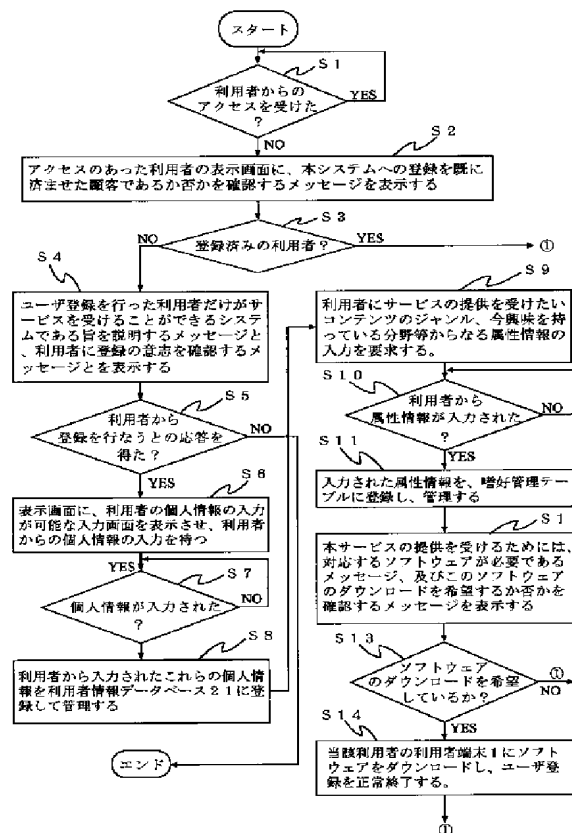 スタート
S1
利用者からの
アクセスを受けた
?
YES
NO
S2
アクセスのあった利用者の表示画面に、本システムへの登録を既に
済ませた顧客であるか否かを確認するメッセージを表示する
S3
登録済みの利用者?
NO
YES
①
S4
ユーザ登録を行った利用者だけがサ
ービスを受けることができるシステ
ムである旨を説明するメッセージと
、利用者に登録の意志を確認するメ
ッセージとを表示する
S5
利用者から
登録を行なうとの応答を
得た?
NO
YES
S6
表示画面に、利用者の個人情報の入力
が可能な入力画面を表示させ、利用者
からの個人情報の入力を待つ
YES
S7
個人情報が入力された
?
NO
S8
利用者から入力されたこれらの個人情
報を利用者情報データベース21に登
録して管理する
エンド
S9
利用者にサービスの提供を受けたい
コンテンツのジャンル、今興味を
持っている分野等からなる属性情報の
入力を要求する。
S10
利用者から
属性情報が入力された
?
NO
YES
S11
入力された属性情報を、嗜好管理テー
ブルに登録し、管理する
S1
本サービスの提供を受けるためには、
対応するソフトウェアが必要である
メッセージ、及びこのソフトウェア
のダウンロードを希望するか否かを
確認するメッセージを表示する
S13
ソフトウェア
のダウンロードを希望
しているか?
①
NO
YES
S14
当該利用者の利用者端末1にソフト
ウェアをダウンロードし、ユーザ登
録を正常終了する。
①